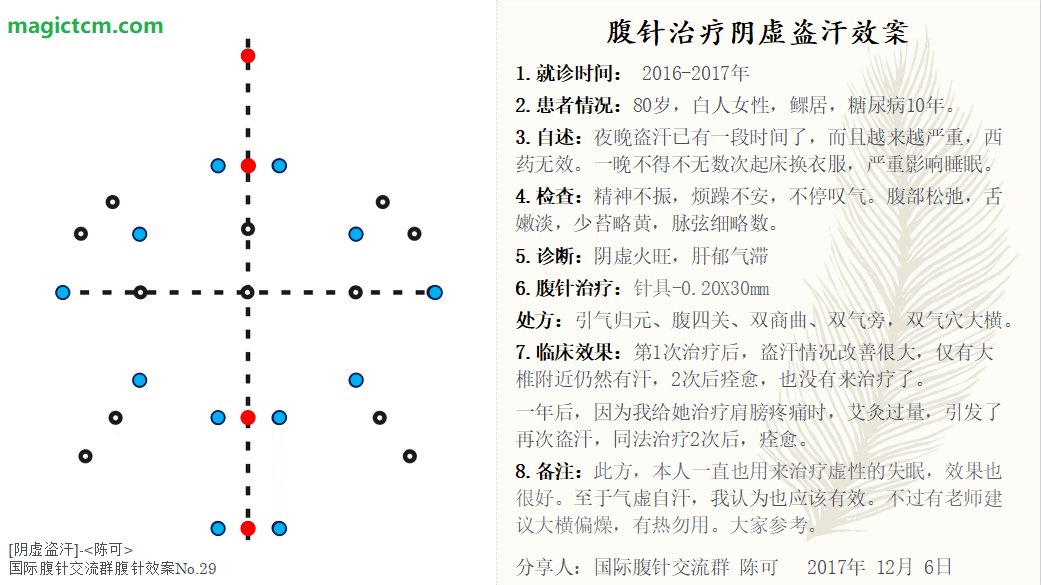 magictcm.com
[阴虚盗汗]-<陈可>
国际腹针交流群腹针效案No.29
腹针治疗阴虚盗汗效案
1.就诊时间： 2016-2017年
2.患者情况：80岁，白人女性，鳏居，糖尿病10年。
3.自述：夜晚盗汗已有一段时间了，而且越来越严重，西
药无效。一晚不得不无数次起床换衣服，严重影响睡眠。
4.检查：精神不振，烦躁不安，不停叹气。腹部松弛，舌
嫩淡，少苔略黄，脉弦细略数。
5.诊断：阴虚火旺，肝郁气滞
6.腹针治疗：针具-0.20X30mm
处方：引气归元、腹四关、双商曲、双气旁，双气穴大横。
7.临床效果：第1次治疗后，盗汗情况改善很大，仅有大
椎附近仍然有汗，2次后痊愈，也没有来治疗了。
一年后，因为我给她治疗肩膀疼痛时，艾灸过量，引发了
再次盗汗，同法治疗2次后，痊愈。
8.备注：此方，本人一直也用来治疗虚性的失眠，效果也
很好。至于气虚自汗，我认为也应该有效。不过有老师建
议大横偏燥，有热勿用。大家参考。
分享人：国际腹针交流群 陈可 2017年 12月 6日